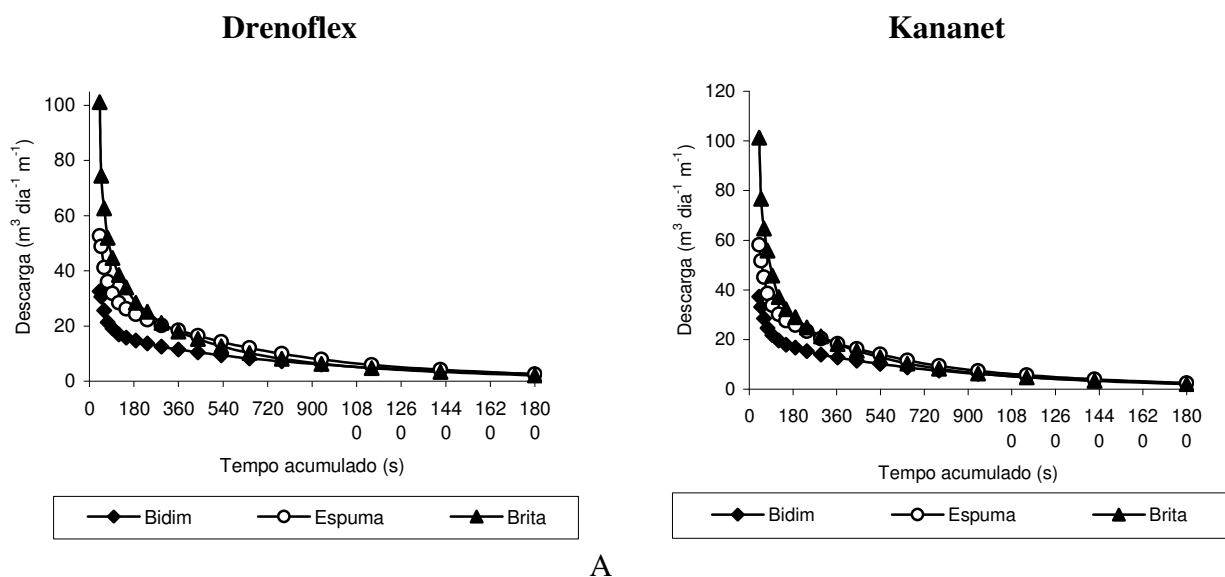 Drenoflex
Descarga (m³ dia⁻¹ m⁻¹)
100
80
60
40
20
0
0 180 360 540 720 900 108 126 144 162 180
0 0 0 0 0
Tempo acumulado (s)
Bidim Espuma Brita
Kananet
Descarga (m³ dia⁻¹ m⁻¹)
120
100
80
60
40
20
0
0 180 360 540 720 900 108 126 144 162 180
0 0 0 0 0
Tempo acumulado (s)
Bidim Espuma Brita
A